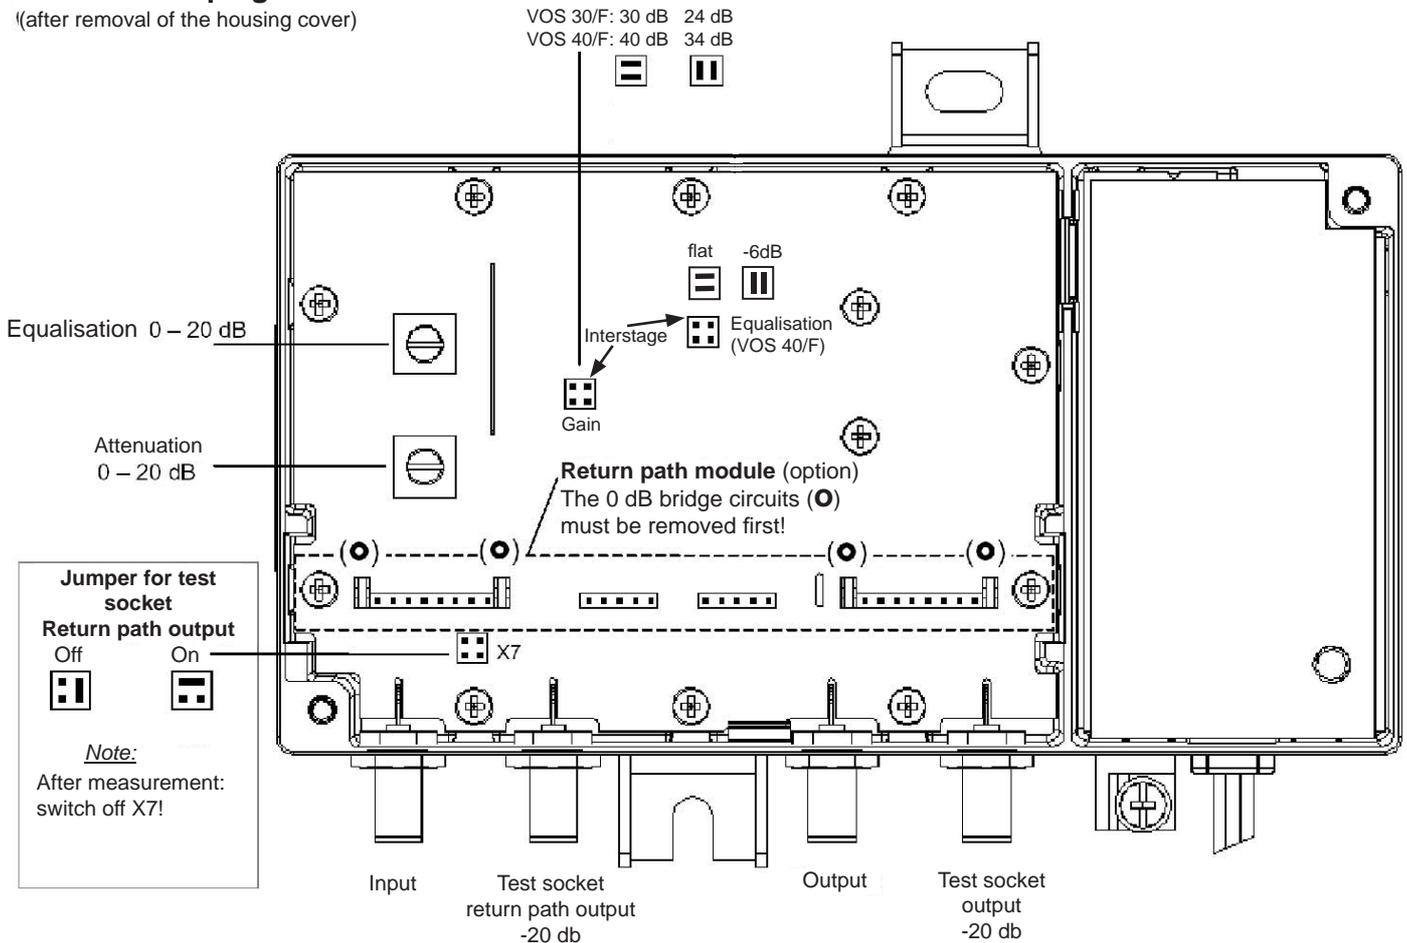 (after removal of the housing cover)
VOS 30/F: 30 dB 24 dB
VOS 40/F: 40 dB 34 dB
flat -6dB
Equalisation 0 – 20 dB
Interstage
Equalisation
(VOS 40/F)
Gain
Attenuation
0 – 20 dB
Return path module (option)
The 0 dB bridge circuits (O)
must be removed first!
(O) (O) (O) (O)
Jumper for test
socket
Return path output
Off On
X7
Note:
After measurement:
switch off X7!
Input
Test socket
return path output
-20 db
Output
Test socket
output
-20 db